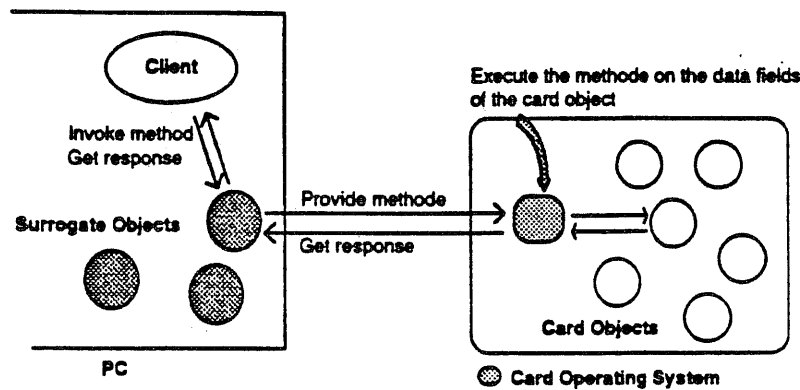 Client
Execute the methode on the data fields
of the card object
Invoke method
Get response
Provide methode
Surrogate Objects
Get response
Card Objects
PC
Card Operating System